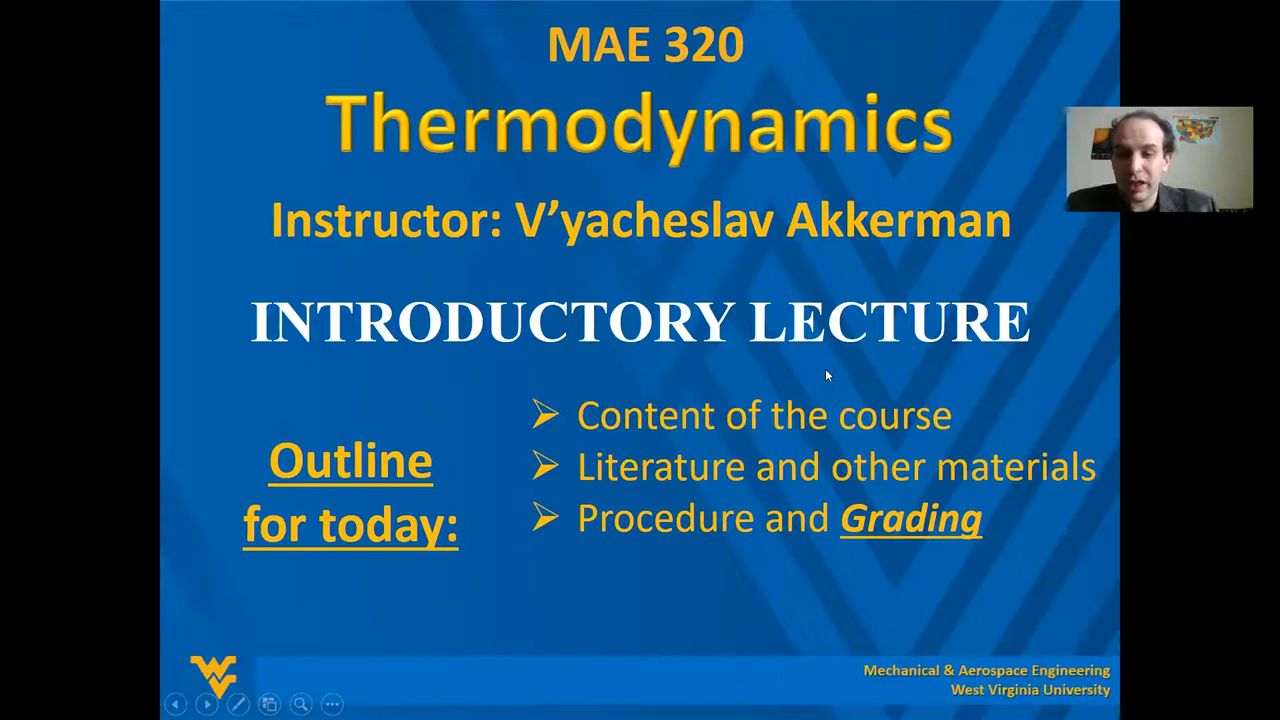 MAE 320
Thermodynamics
Instructor: V’yacheslav Akkerman
INTRODUCTORY LECTURE
Outline
for today:
Content of the course
Literature and other materials
Procedure and Grading
WV
Mechanical & Aerospace Engineering
West Virginia University